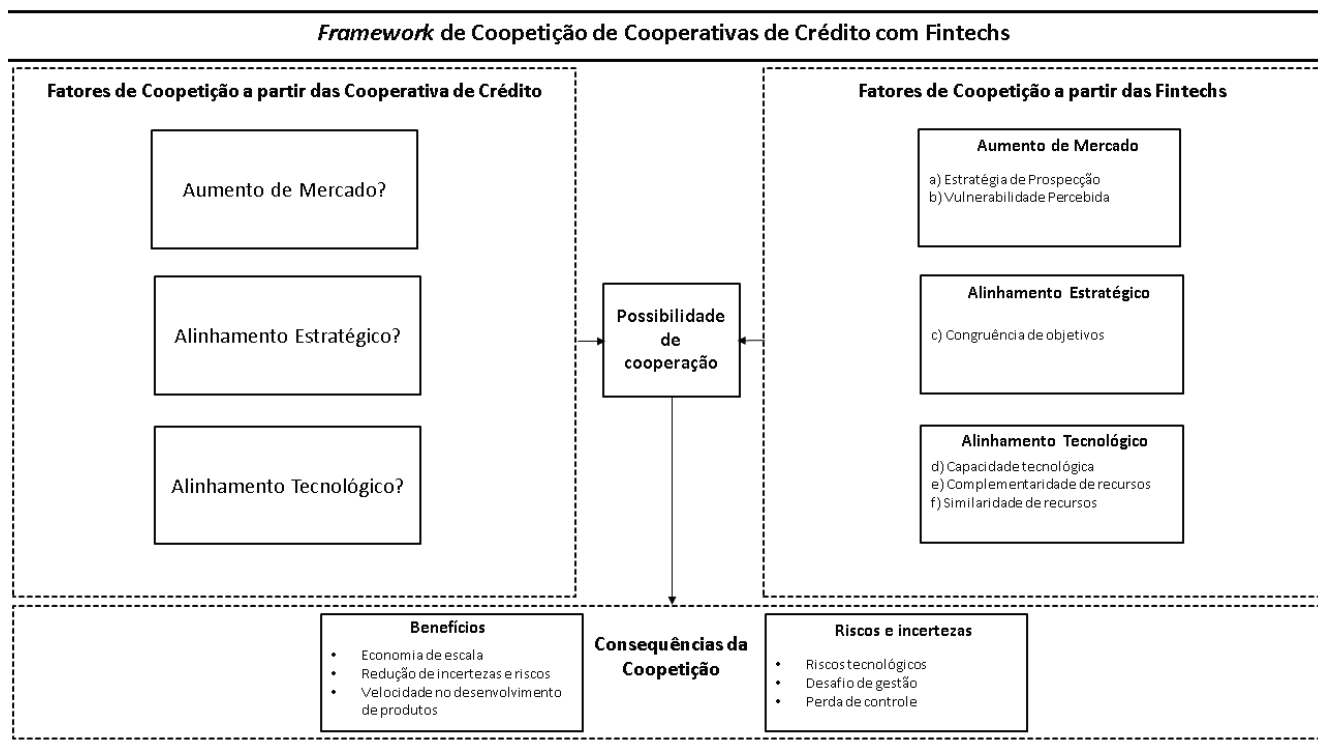 Framework de Coopetição de Cooperativas de Crédito com Fintechs
Fatores de Coopetição a partir das Cooperativa de Crédito
Aumento de Mercado?
Alinhamento Estratégico?
Alinhamento Tecnológico?
Possibilidade
de
cooperação
Fatores de Coopetição a partir das Fintechs
Aumento de Mercado
a) Estratégia de Prospecção
b) Vulnerabilidade Percebida
Alinhamento Estratégico
c) Congruência de objetivos
Alinhamento Tecnológico
d) Capacidade tecnológica
e) Complementaridade de recursos
f) Similaridade de recursos
Benefícios
• Economia de escala
• Redução de incertezas e riscos
• Velocidade no desenvolvimento
de produtos
Consequências da
Coopetição
Riscos e incertezas
• Riscos tecnológicos
• Desafio de gestão
• Perda de controle